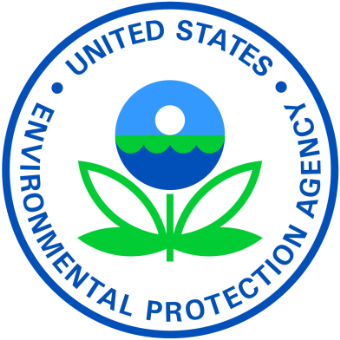 UNITED STATES
ENVIRONMENTAL PROTECTION AGENCY